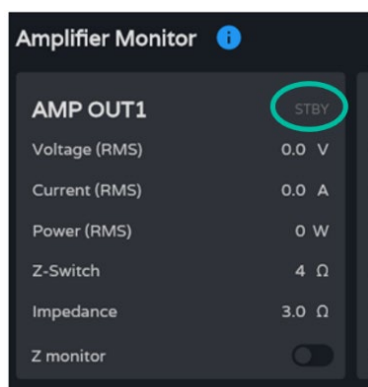 Amplifier Monitor i
AMP OUT1 STBY
Voltage (RMS) 0.0 V
Current (RMS) 0.0 A
Power (RMS) 0 W
Z-Switch 4 Ω
Impedance 3.0 Ω
Z monitor